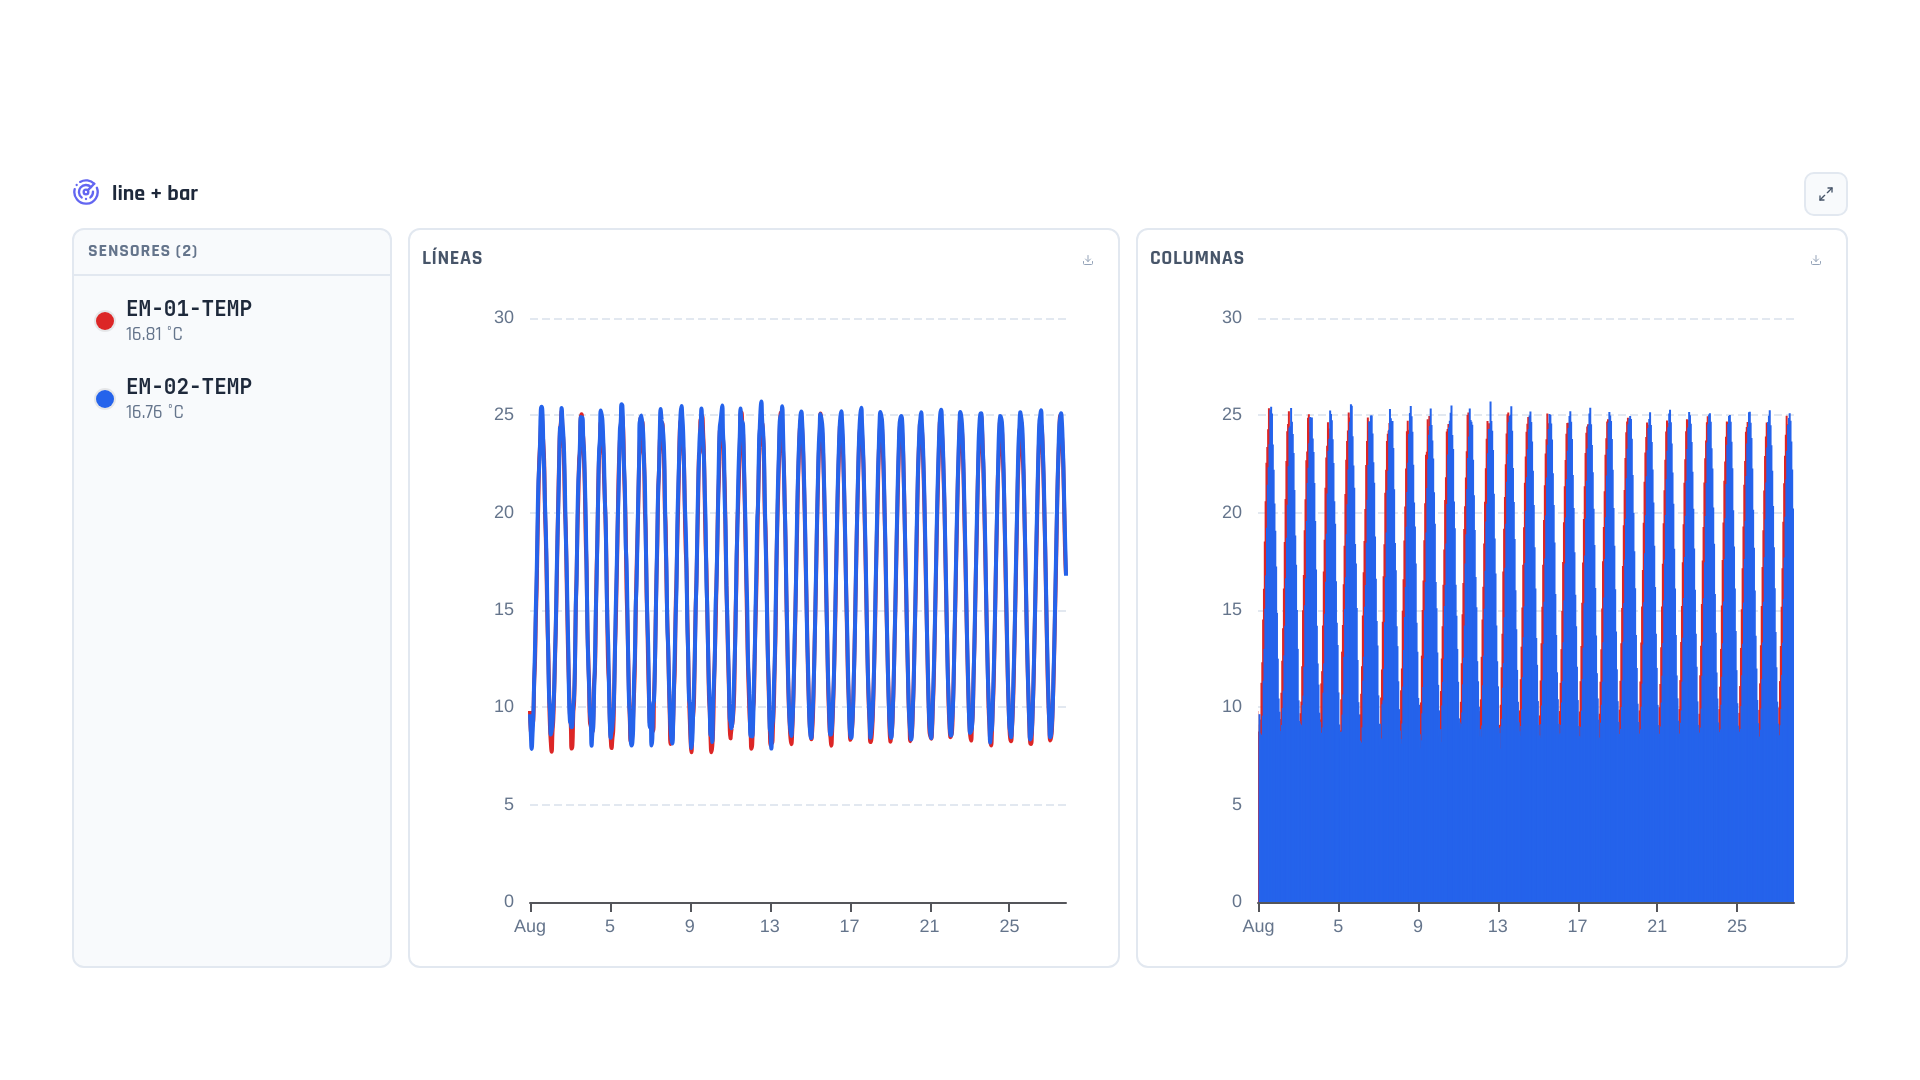 line + bar
SENSORES (2)
EM-01-TEMP
16.81 °C
EM-02-TEMP
16.76 °C
LÍNEAS
30
25
20
15
10
5
0
Aug 5 9 13 17 21 25
COLUMNAS
30
25
20
15
10
5
0
Aug 5 9 13 17 21 25